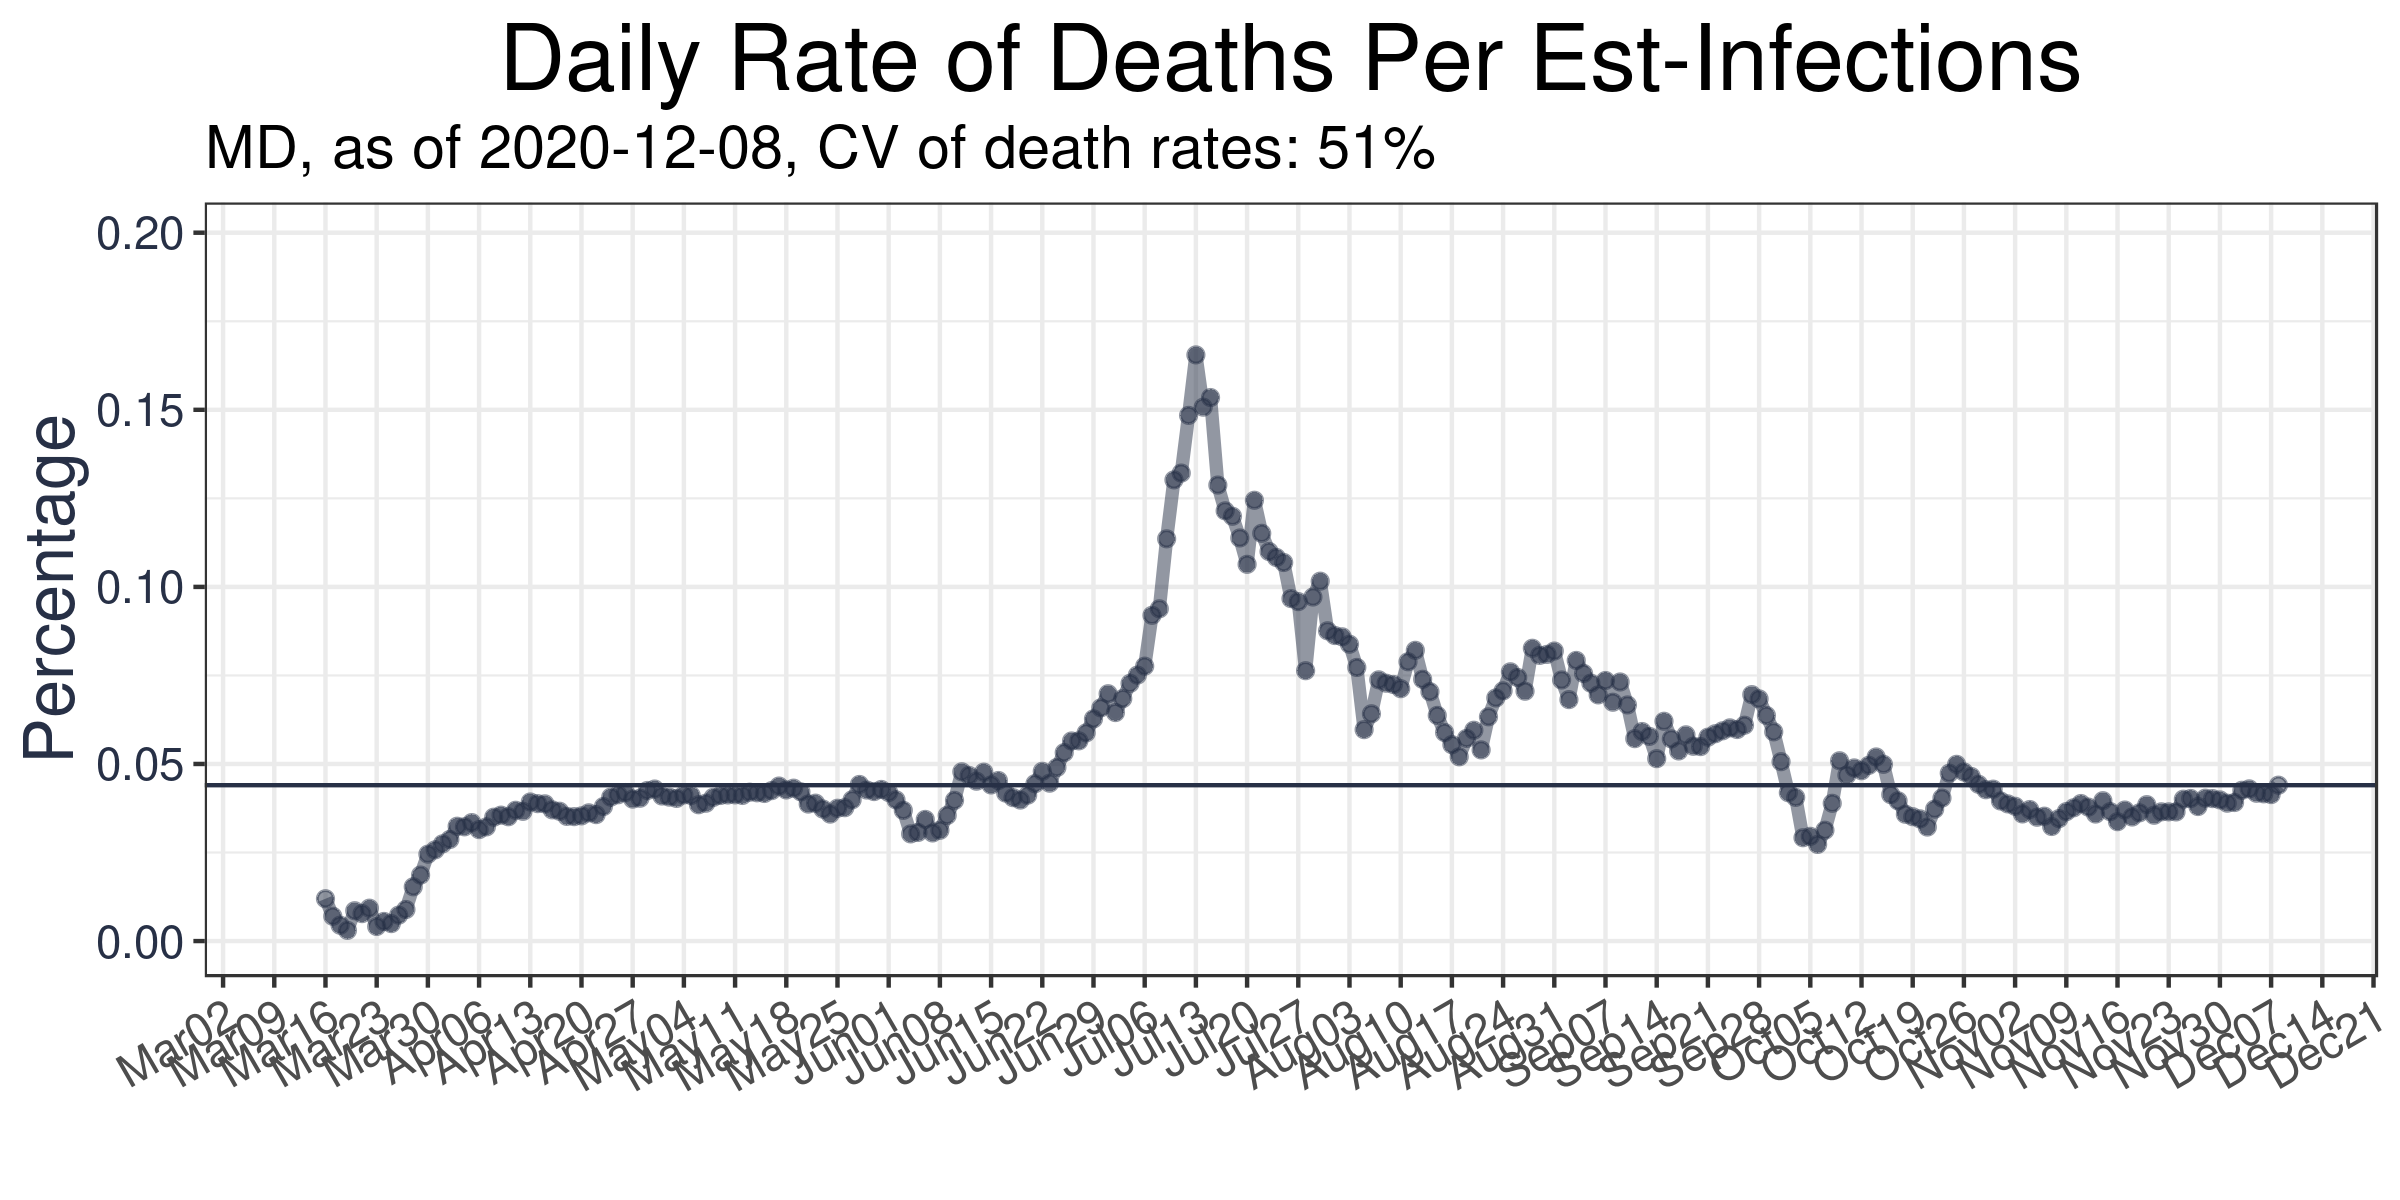 Daily Rate of Deaths Per Est-Infections
MD, as of 2020-12-08, CV of death rates: 51%
Percentage
0.20
0.15
0.10
0.05
0.00
Mar02
Mar09
Mar16
Mar23
Mar30
Apr06
Apr13
Apr20
Apr27
May04
May11
May18
May25
Jun01
Jun08
Jun15
Jun22
Jun29
Jul06
Jul13
Jul20
Jul27
Aug03
Aug10
Aug17
Aug24
Aug31
Sep07
Sep14
Sep21
Sep28
Oct05
Oct12
Oct19
Oct26
Nov02
Nov09
Nov16
Nov23
Nov30
Dec07
Dec14
Dec21